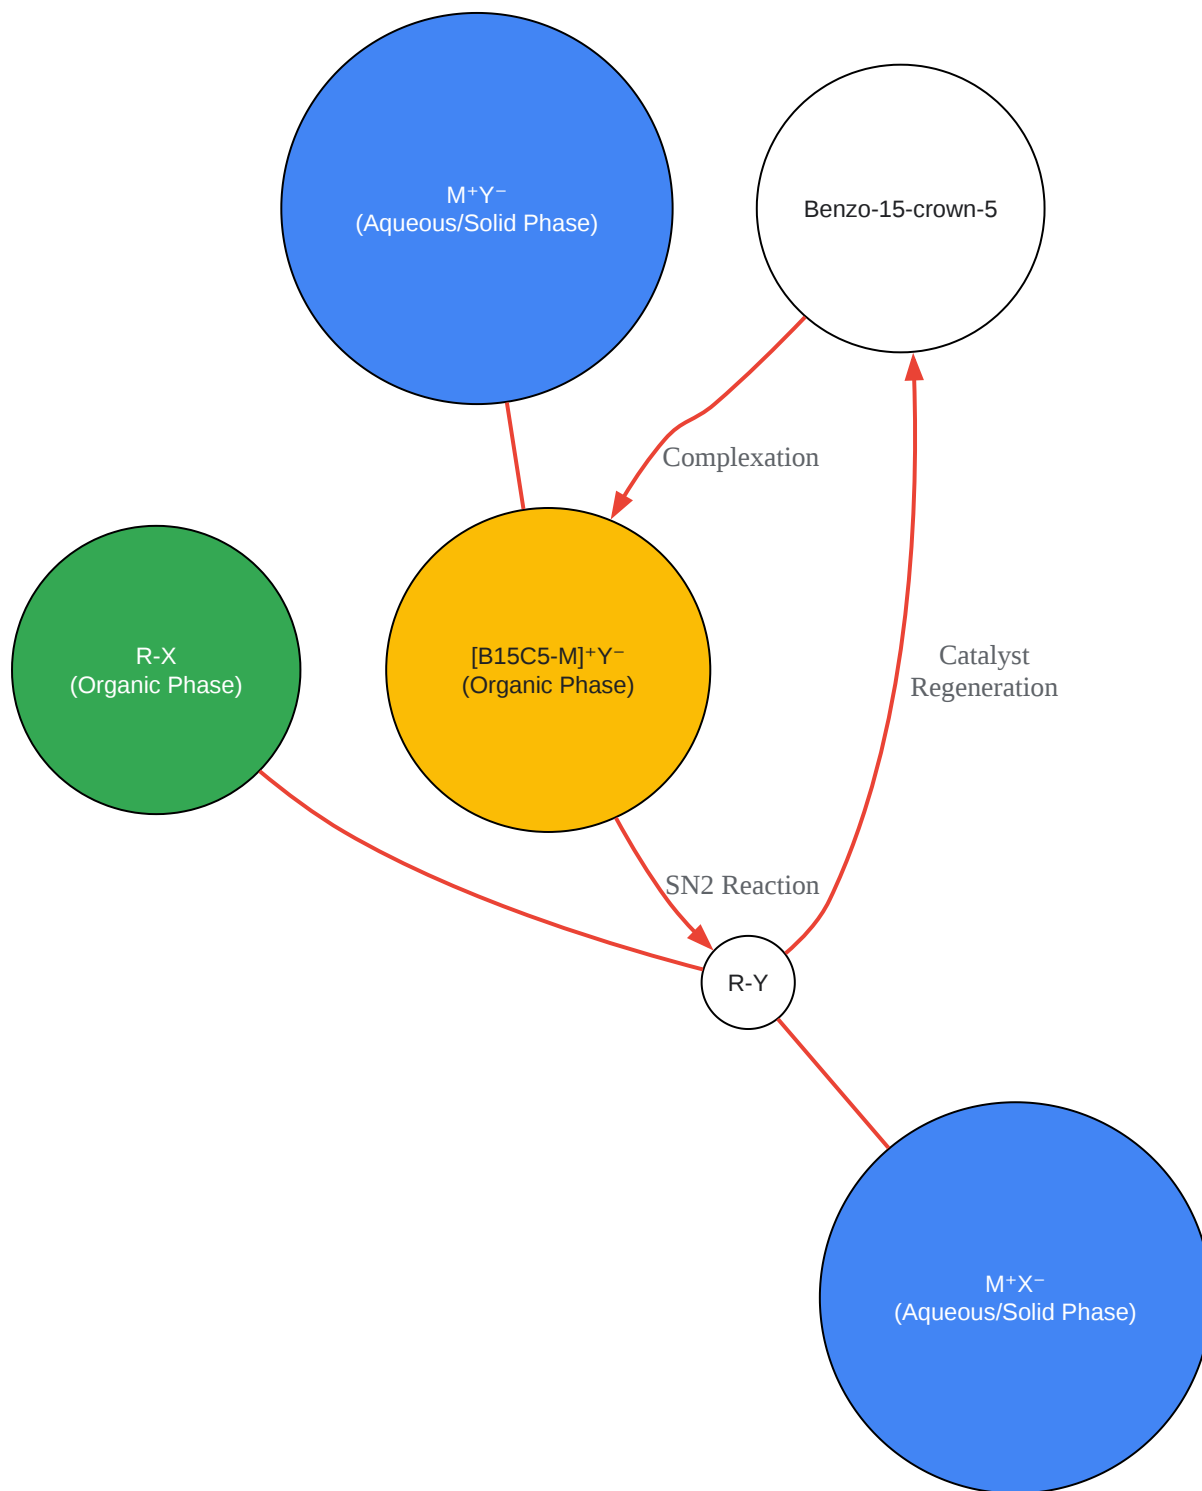 M⁺Y⁻
(Aqueous/Solid Phase)
Benzo-15-crown-5
Complexation
R-X
(Organic Phase)
[B15C5-M]⁺Y⁻
(Organic Phase)
Catalyst
Regeneration
SN2 Reaction
R-Y
M⁺X⁻
(Aqueous/Solid Phase)